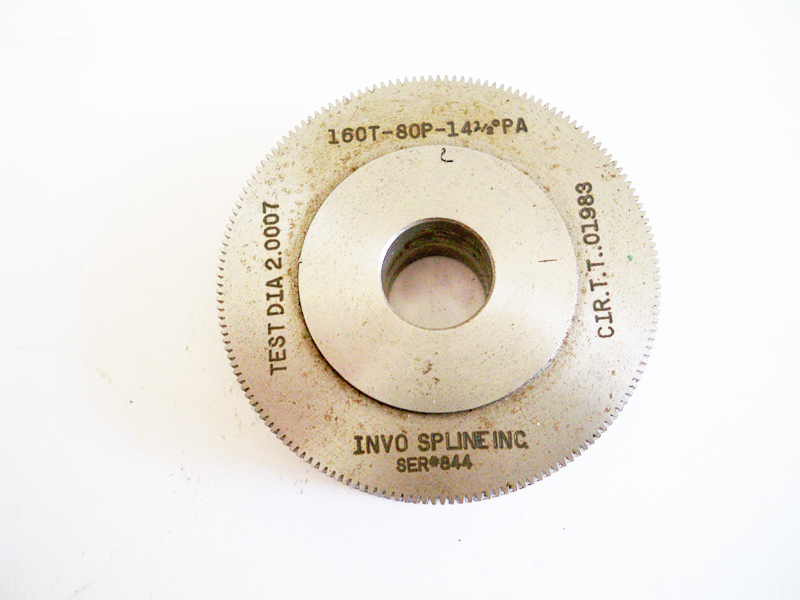 160T-80P-14½°PA
TEST DIA 2.0007
CIR.T.T..01983
INVO SPLINE INC
SER#844